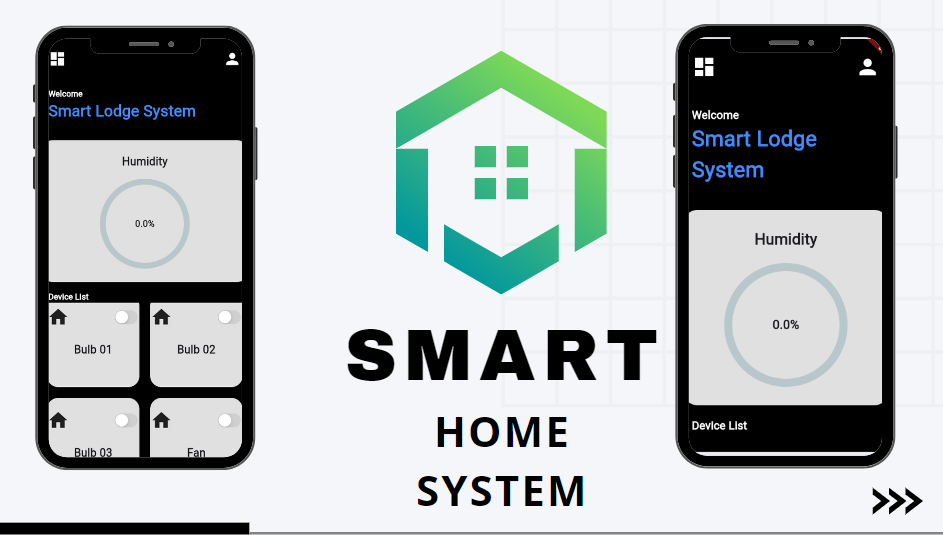 Welcome
Smart Lodge System
Humidity
0.0%
Device List
Bulb 01
Bulb 02
Bulb 03
Fan
SMART
HOME
SYSTEM
Welcome
Smart Lodge
System
Humidity
0.0%
Device List